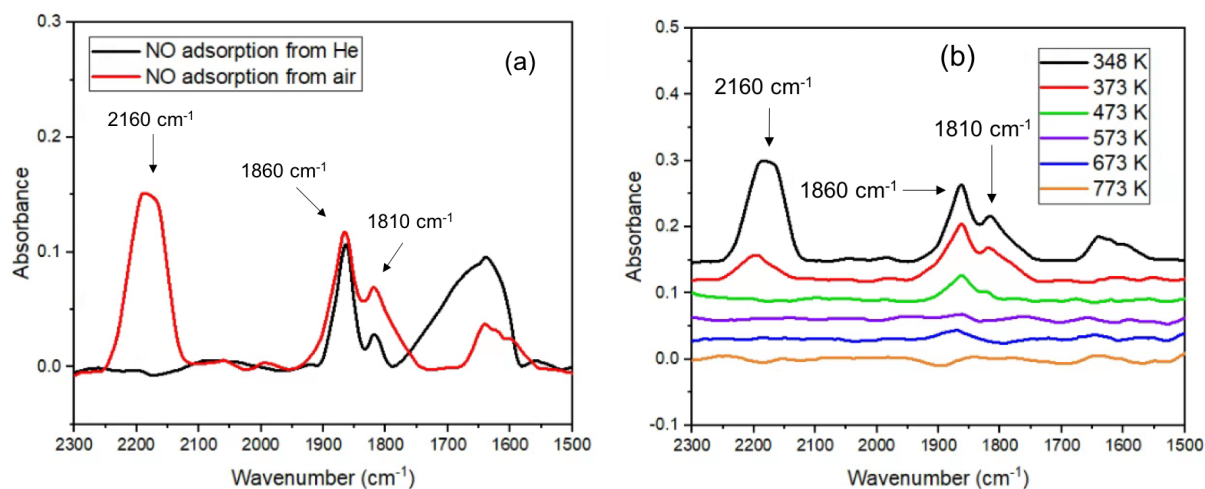 0.3
0.2
0.1
0.0
Absorbance
NO adsorption from He
NO adsorption from air
(a)
2160 cm⁻¹
1860 cm⁻¹
1810 cm⁻¹
2300 2200 2100 2000 1900 1800 1700 1600 1500
Wavenumber (cm⁻¹)
0.5
0.4
0.3
0.2
0.1
0.0
-0.1
Absorbance
(b)
348 K
373 K
473 K
573 K
673 K
773 K
2160 cm⁻¹
1810 cm⁻¹
1860 cm⁻¹
2300 2200 2100 2000 1900 1800 1700 1600 1500
Wavenumber (cm⁻¹)